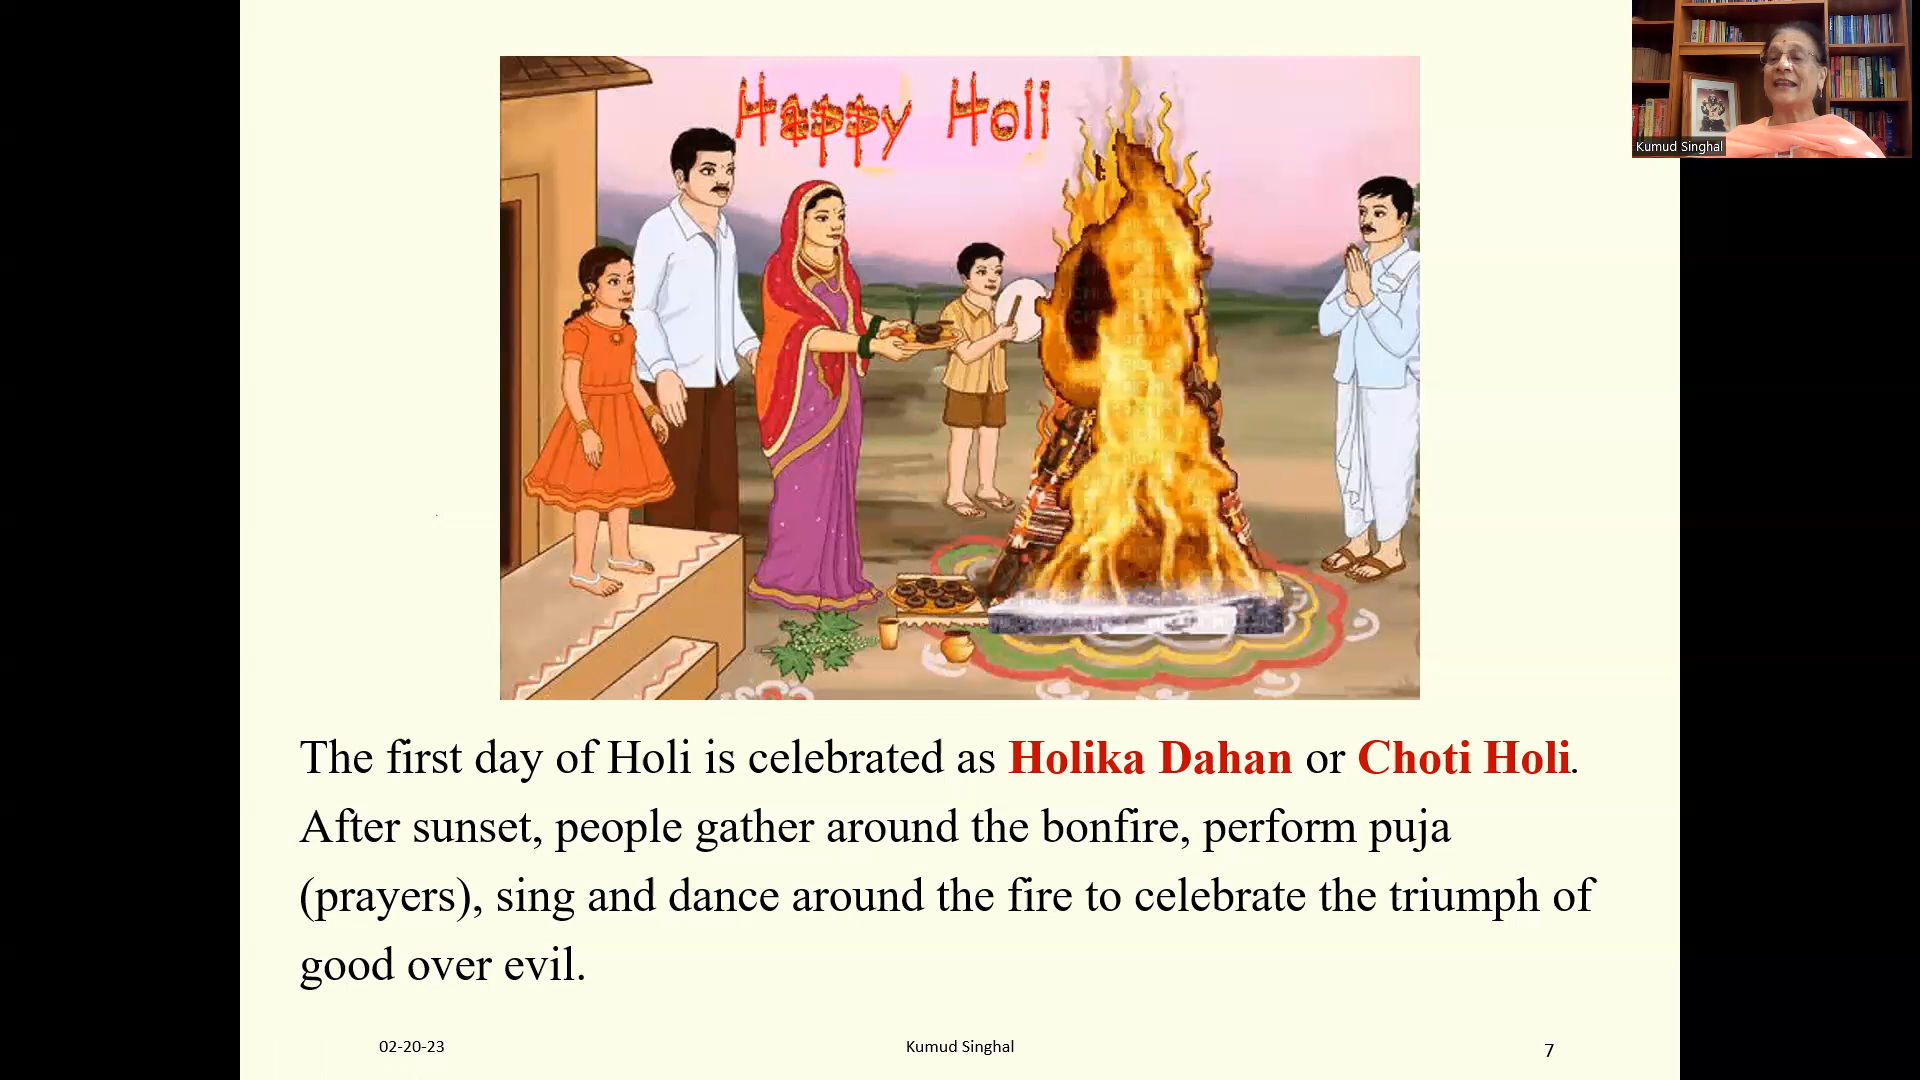 Happy Holi
Kumud Singhal
The first day of Holi is celebrated as Holika Dahan or Choti Holi.
After sunset, people gather around the bonfire, perform puja
(prayers), sing and dance around the fire to celebrate the triumph of
good over evil.
02-20-23
Kumud Singhal
7